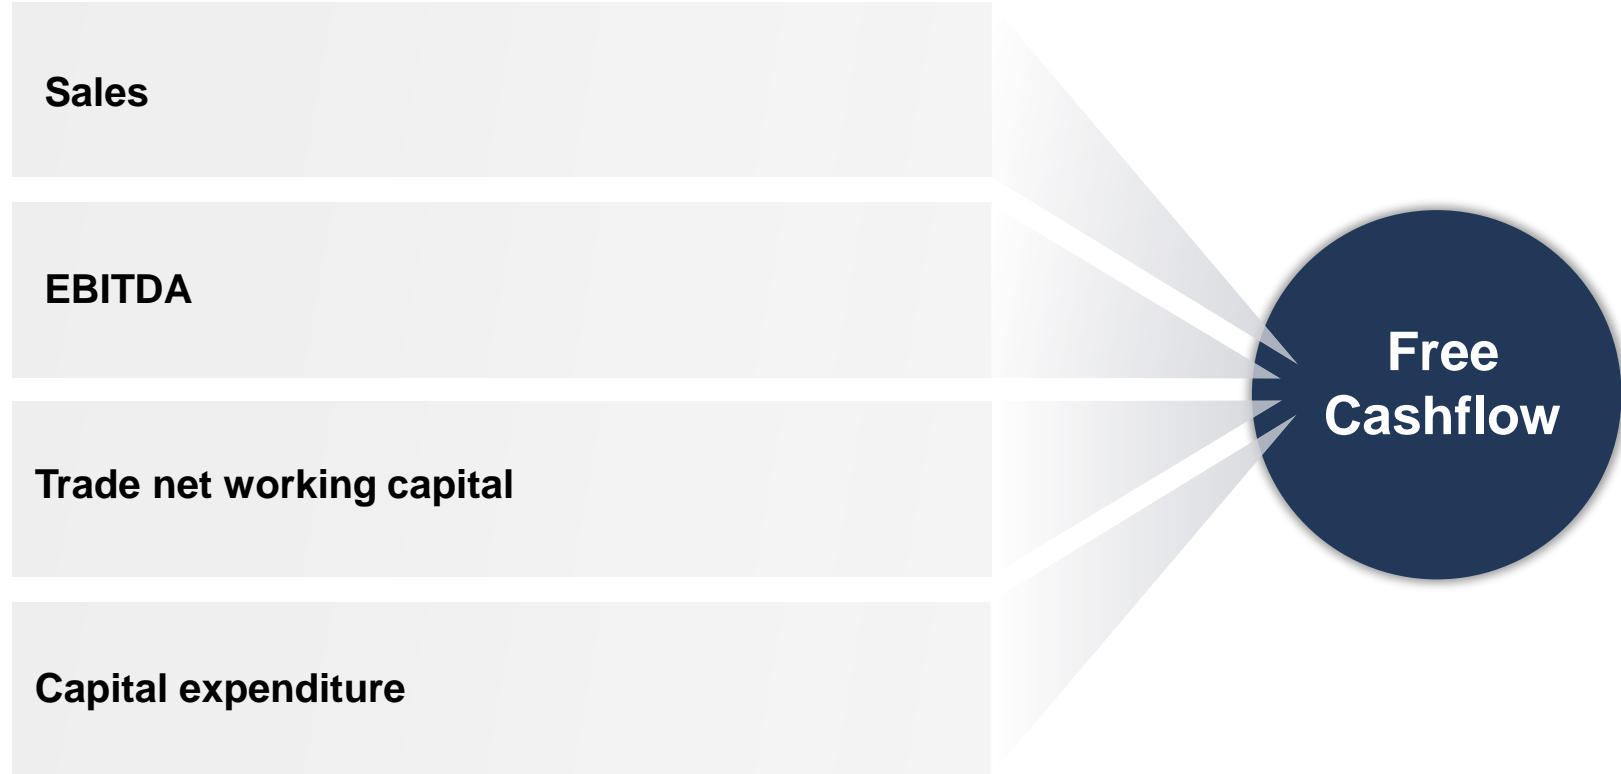 Sales
EBITDA
Trade net working capital
Capital expenditure
Free
Cashflow